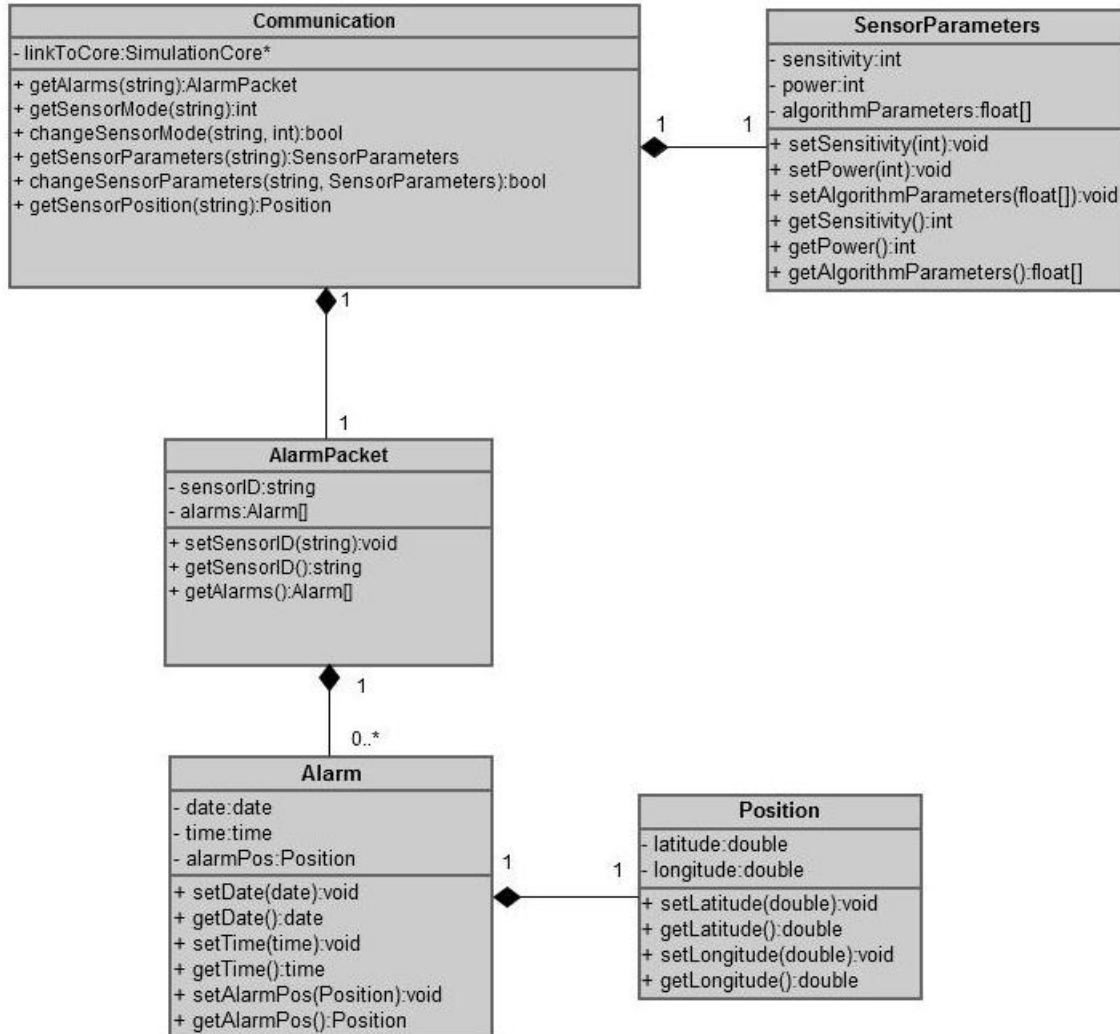 Communication
- linkToCore:SimulationCore*
+ getAlarms(string):AlarmPacket
+ getSensorMode(string):int
+ changeSensorMode(string, int):bool
+ getSensorParameters(string):SensorParameters
+ changeSensorParameters(string, SensorParameters):bool
+ getSensorPosition(string):Position
1
1
SensorParameters
- sensitivity:int
- power:int
- algorithmParameters:float[]
+ setSensitivity(int):void
+ setPower(int):void
+ setAlgorithmParameters(float[]):void
+ getSensitivity():int
+ getPower():int
+ getAlgorithmParameters():float[]
1
1
AlarmPacket
- sensorID:string
- alarms:Alarm[]
+ setSensorID(string):void
+ getSensorID():string
+ getAlarms():Alarm[]
1
0..*
Alarm
- date:date
- time:time
- alarmPos:Position
+ setDate(date):void
+ getDate():date
+ setTime(time):void
+ getTime():time
+ setAlarmPos(Position):void
+ getAlarmPos():Position
1
1
Position
- latitude:double
- longitude:double
+ setLatitude(double):void
+ getLatitude():double
+ setLongitude(double):void
+ getLongitude():double